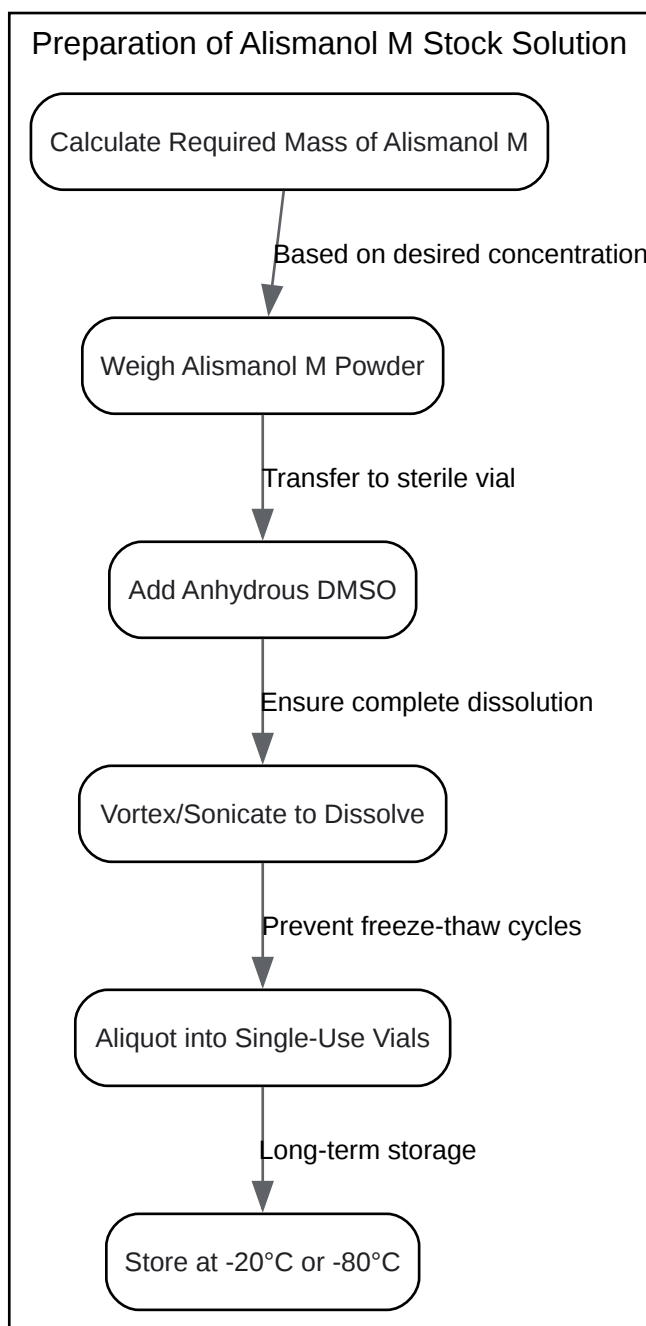 Preparation of Alismanol M Stock Solution
Calculate Required Mass of Alismanol M
Based on desired concentration
Weigh Alismanol M Powder
Transfer to sterile vial
Add Anhydrous DMSO
Ensure complete dissolution
Vortex/Sonicate to Dissolve
Prevent freeze-thaw cycles
Aliquot into Single-Use Vials
Long-term storage
Store at -20°C or -80°C